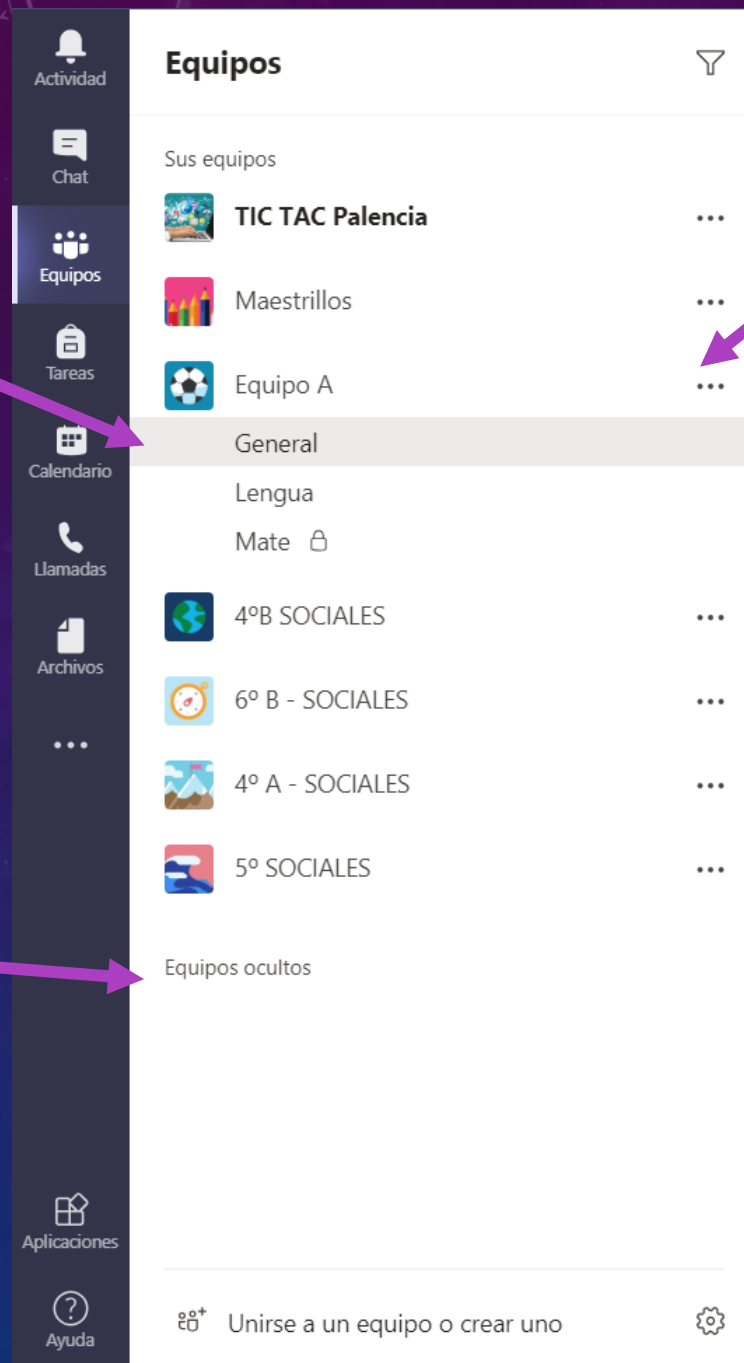 Actividad
Chat
Equipos
Tareas
Calendario
Llamadas
Archivos
Aplicaciones
Ayuda
Equipos
Sus equipos
TIC TAC Palencia
Maestrillos
Equipo A
General
Lengua
Mate
4ºB SOCIALES
6º B - SOCIALES
4º A - SOCIALES
5º SOCIALES
Equipos ocultos
Unirse a un equipo o crear uno